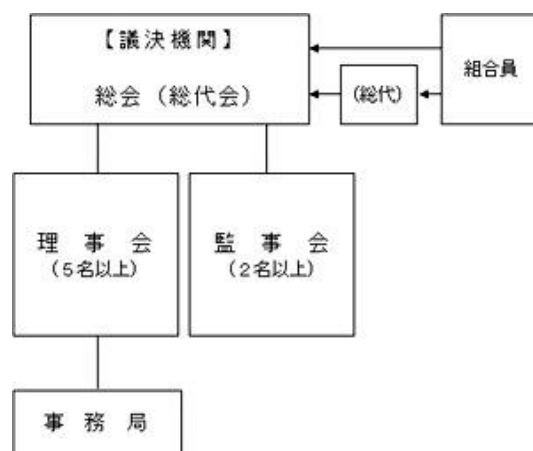 【議決機関】
総会（総代会）
組合員
（総代）
理事会
（5名以上）
監事会
（2名以上）
事務局